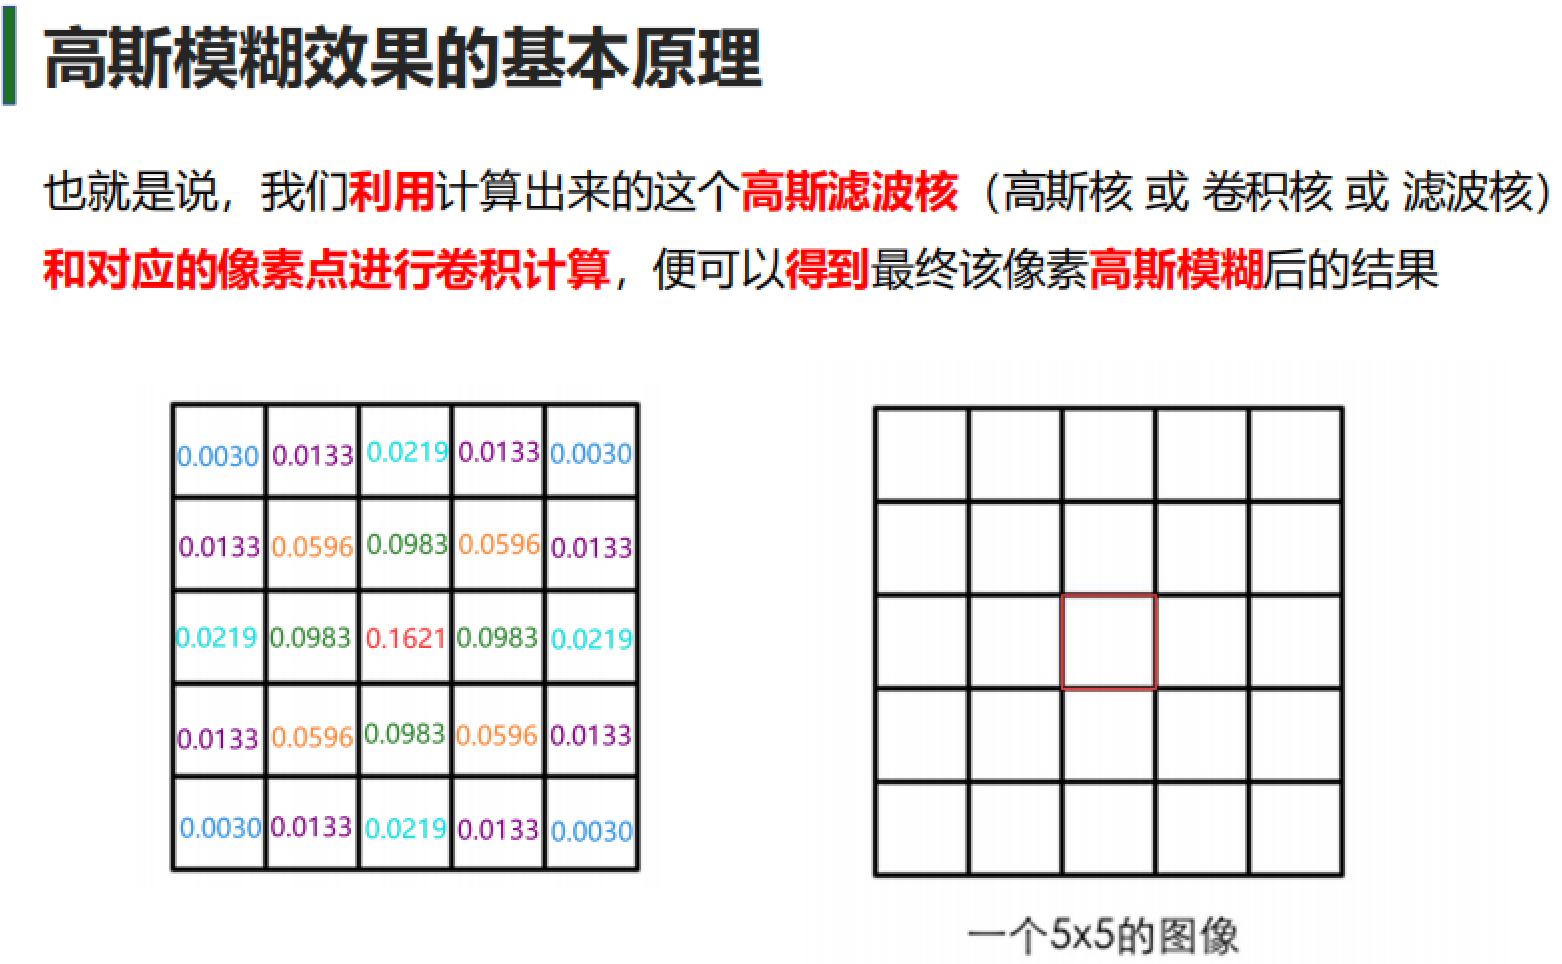 高斯模糊效果的基本原理
也就是说，我们利用计算出来的这个高斯滤波核（高斯核 或 卷积核 或 滤波核）
和对应的像素点进行卷积计算，便可以得到最终该像素高斯模糊后的结果
0.0030 0.0133 0.0219 0.0133 0.0030
0.0133 0.0596 0.0983 0.0596 0.0133
0.0219 0.0983 0.1621 0.0983 0.0219
0.0133 0.0596 0.0983 0.0596 0.0133
0.0030 0.0133 0.0219 0.0133 0.0030
一个5x5的图像